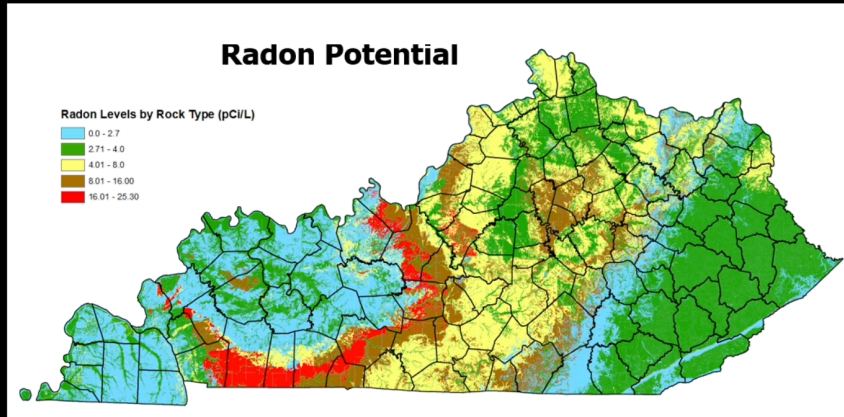 Radon Potential
Radon Levels by Rock Type (pCi/L)
0.0 - 2.7
2.71 - 4.0
4.01 - 8.0
8.01 - 16.00
16.01 - 25.30